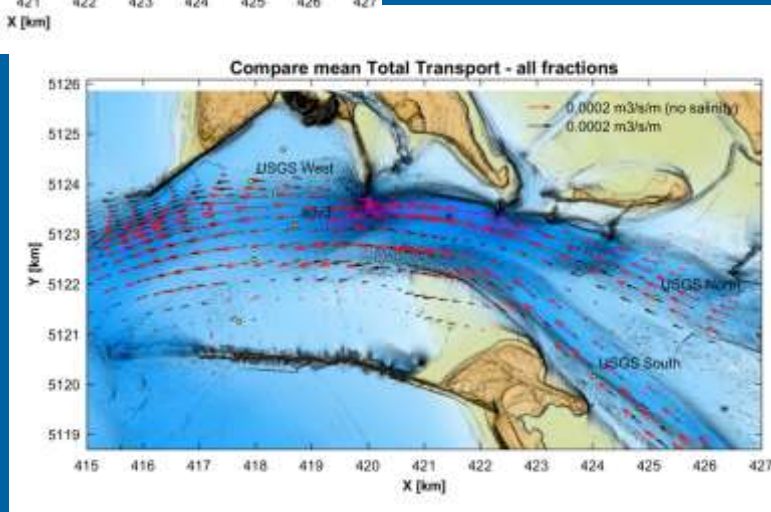 421 422 423 424 425 426 427
X [km]
Compare mean Total Transport - all fractions
5126
0.0002 m3/s/m (no salinity)
5125
0.0002 m3/s/m
USGS West
5124
5123
Y [km]
5122
USGS North
5121
USGS South
5120
5119
415 416 417 418 419 420 421 422 423 424 425 426 427
X [km]